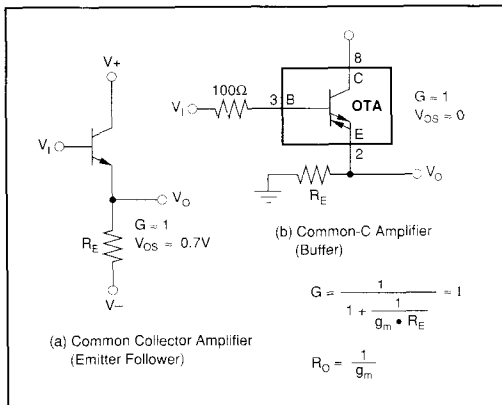 V+
V_I
V_O
R_E
G ≈ 1
V_OS ≈ 0.7V
V–
(a) Common Collector Amplifier
(Emitter Follower)
8
C
100Ω
V_I
3
B
OTA
G ≈ 1
V_OS ≈ 0
E
2
R_E
V_O
(b) Common-C Amplifier
(Buffer)
G = 1 / (1 + 1 / (g_m • R_E)) ≈ 1
R_O = 1 / g_m